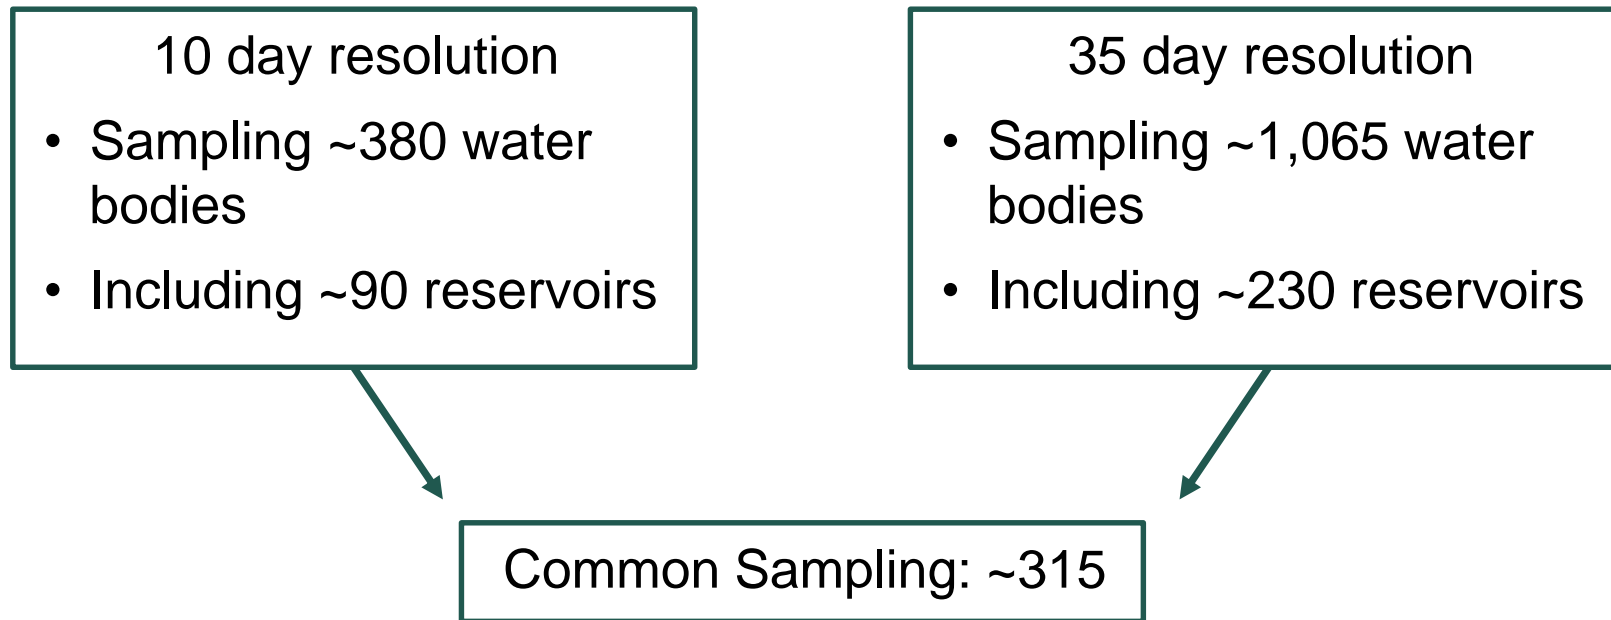 10 day resolution
• Sampling ~380 water
bodies
• Including ~90 reservoirs
35 day resolution
• Sampling ~1,065 water
bodies
• Including ~230 reservoirs
Common Sampling: ~315